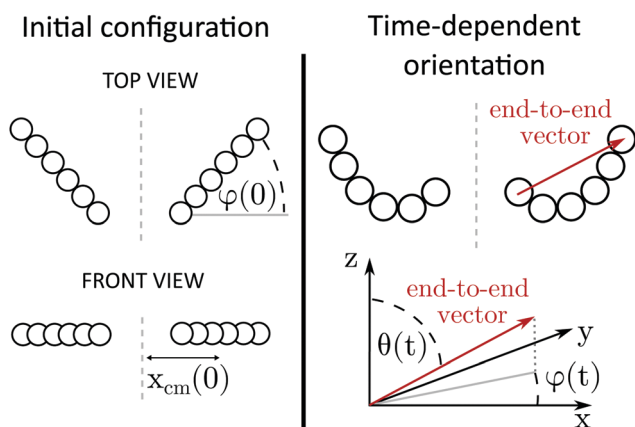 Initial configuration
TOP VIEW
φ(0)
FRONT VIEW
x_cm(0)
Time-dependent
orientation
end-to-end
vector
z
end-to-end
vector
θ(t)
y
φ(t)
x